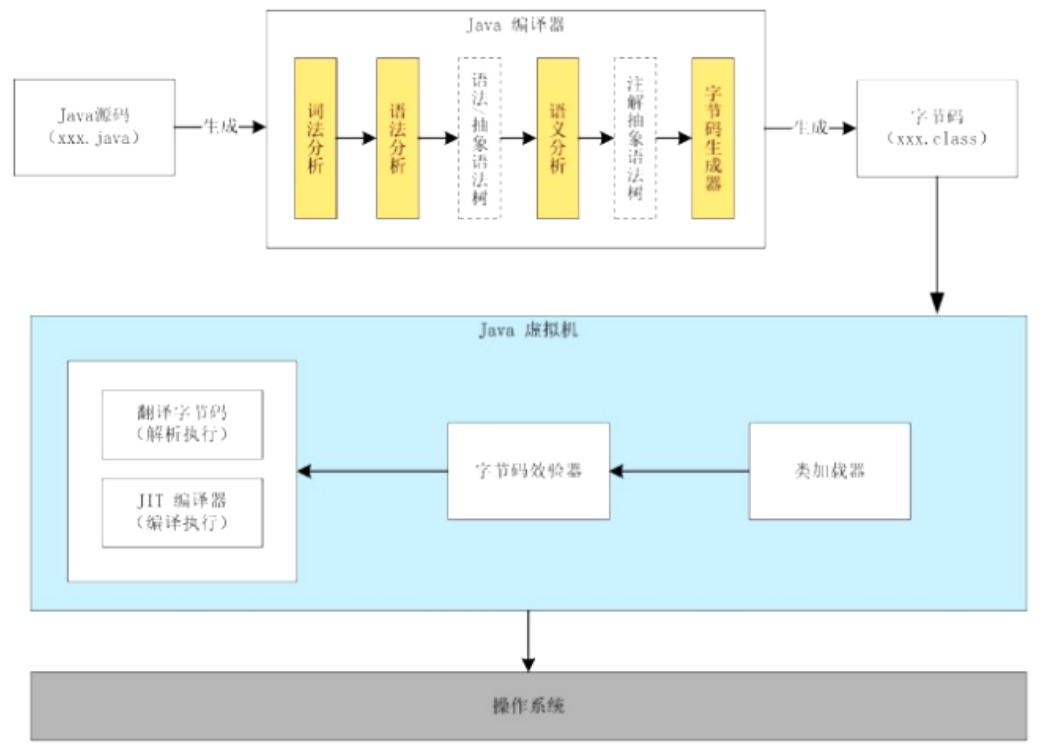 Java 编译器
Java源码
（xxx.java）
生成
词法分析
语法分析
语法/抽象语法树
语义分析
注解抽象语法树
字节码生成器
生成
字节码
（xxx.class）
Java 虚拟机
翻译字节码
（解析执行）
JIT 编译器
（编译执行）
字节码效验器
类加载器
操作系统